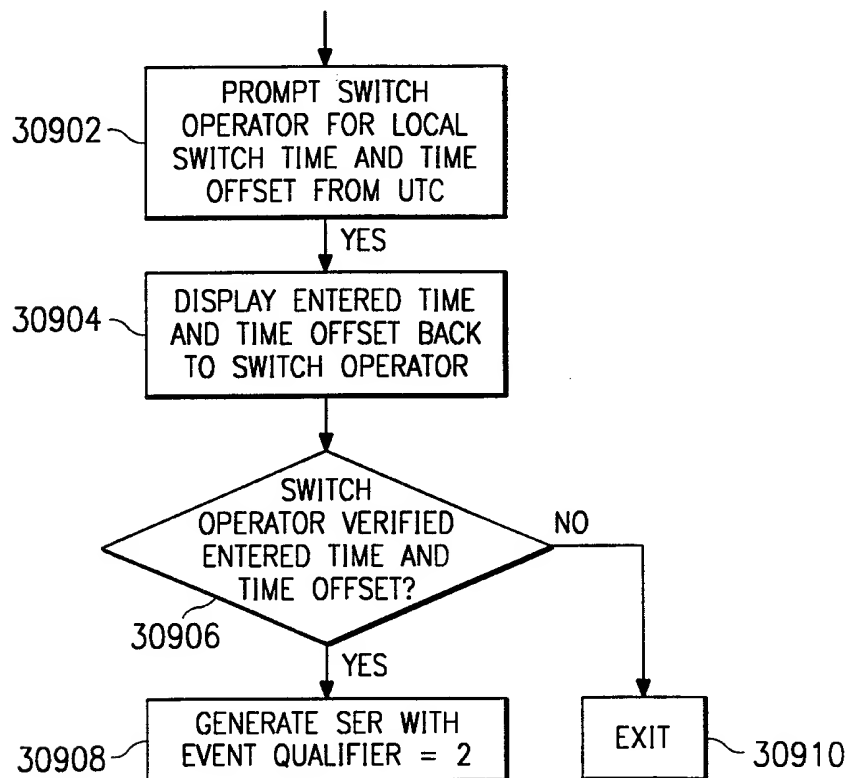 PROMPT SWITCH
OPERATOR FOR LOCAL
SWITCH TIME AND TIME
OFFSET FROM UTC
30902
YES
DISPLAY ENTERED TIME
AND TIME OFFSET BACK
TO SWITCH OPERATOR
30904
SWITCH
OPERATOR VERIFIED
ENTERED TIME AND
TIME OFFSET?
NO
30906
YES
GENERATE SER WITH
EVENT QUALIFIER = 2
30908
EXIT
30910